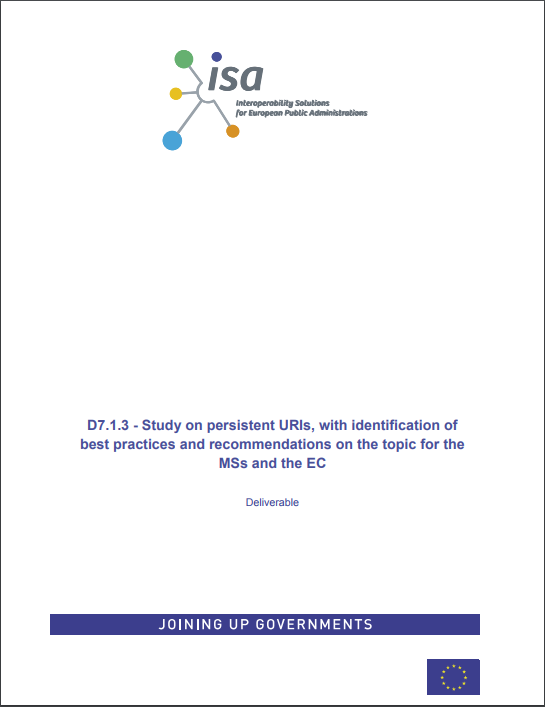 isa
Interoperability Solutions
for European Public Administrations
D7.1.3 - Study on persistent URIs, with identification of
best practices and recommendations on the topic for the
MSs and the EC
Deliverable
JOINING UP GOVERNMENTS